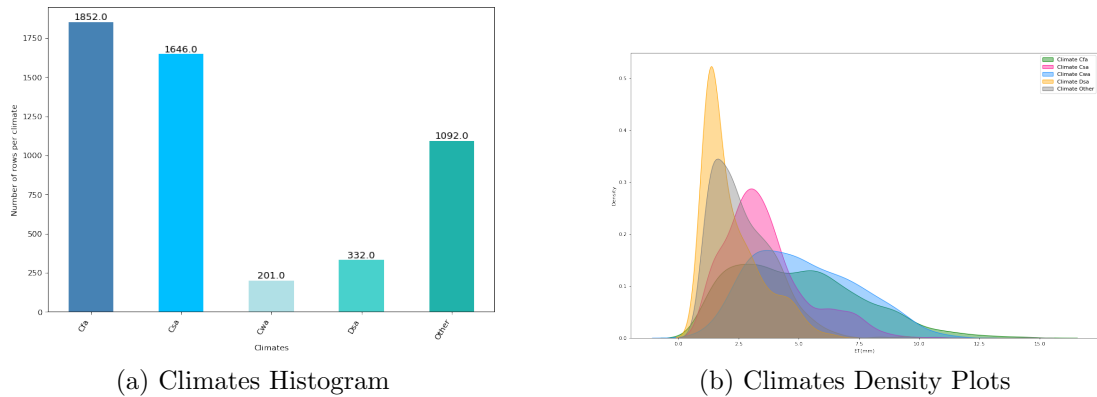 1852.0
1646.0
201.0
332.0
1092.0
Number of rows per climate
1750
1500
1250
1000
750
500
250
0
Cfa
Csa
Cwa
Dsa
Other
Climates
(a) Climates Histogram
Climate Cfa
Climate Csa
Climate Cwa
Climate Dsa
Climate Other
Density
0.5
0.4
0.3
0.2
0.1
0.0
0.0
2.5
5.0
7.5
10.0
12.5
15.0
ET(mm)
(b) Climates Density Plots